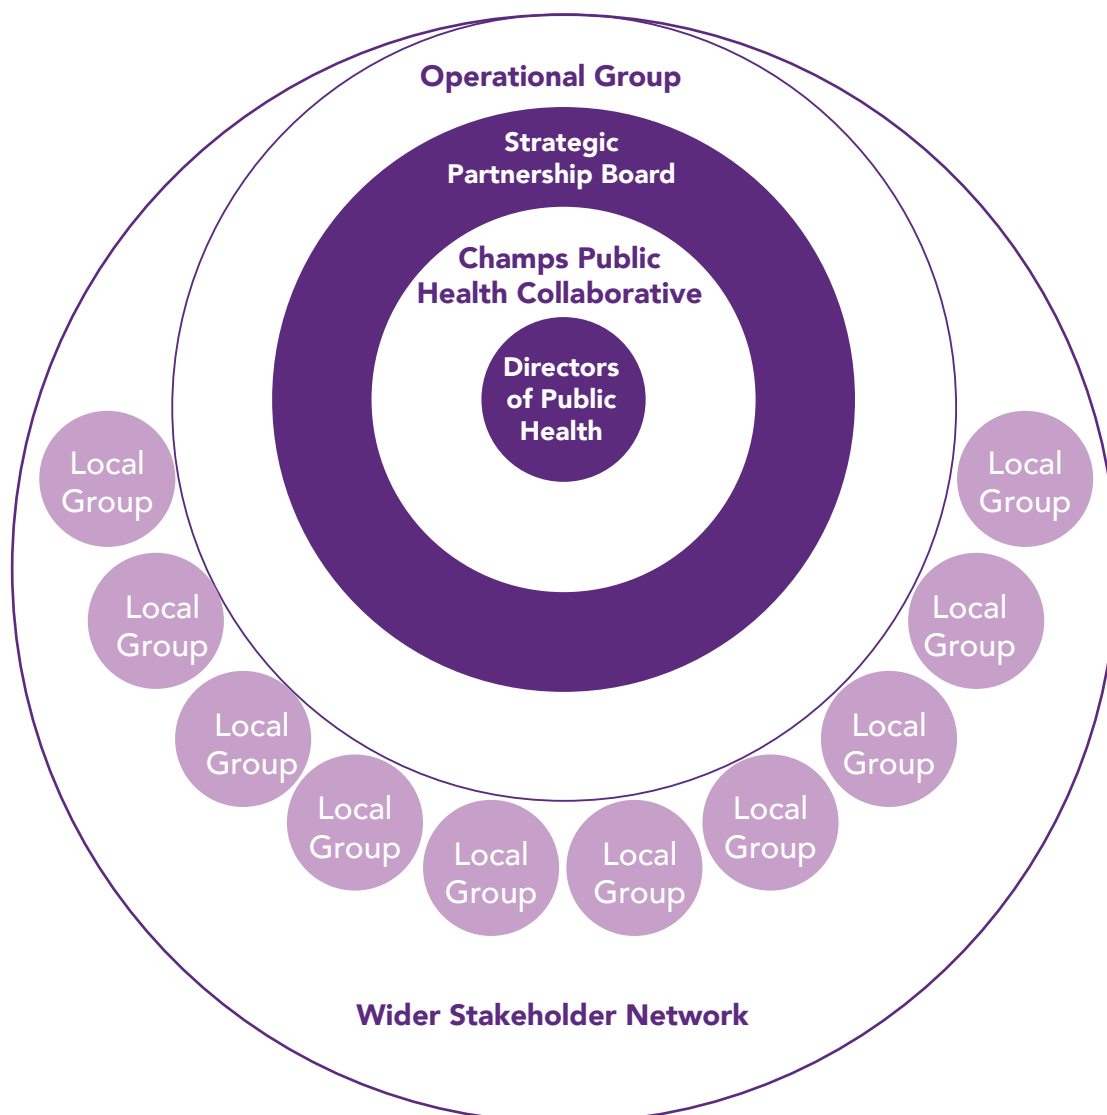 Operational Group
Strategic
Partnership Board
Champs Public
Health Collaborative
Directors
of Public
Health
Local
Group
Local
Group
Local
Group
Local
Group
Local
Group
Local
Group
Local
Group
Local
Group
Local
Group
Local
Group
Wider Stakeholder Network